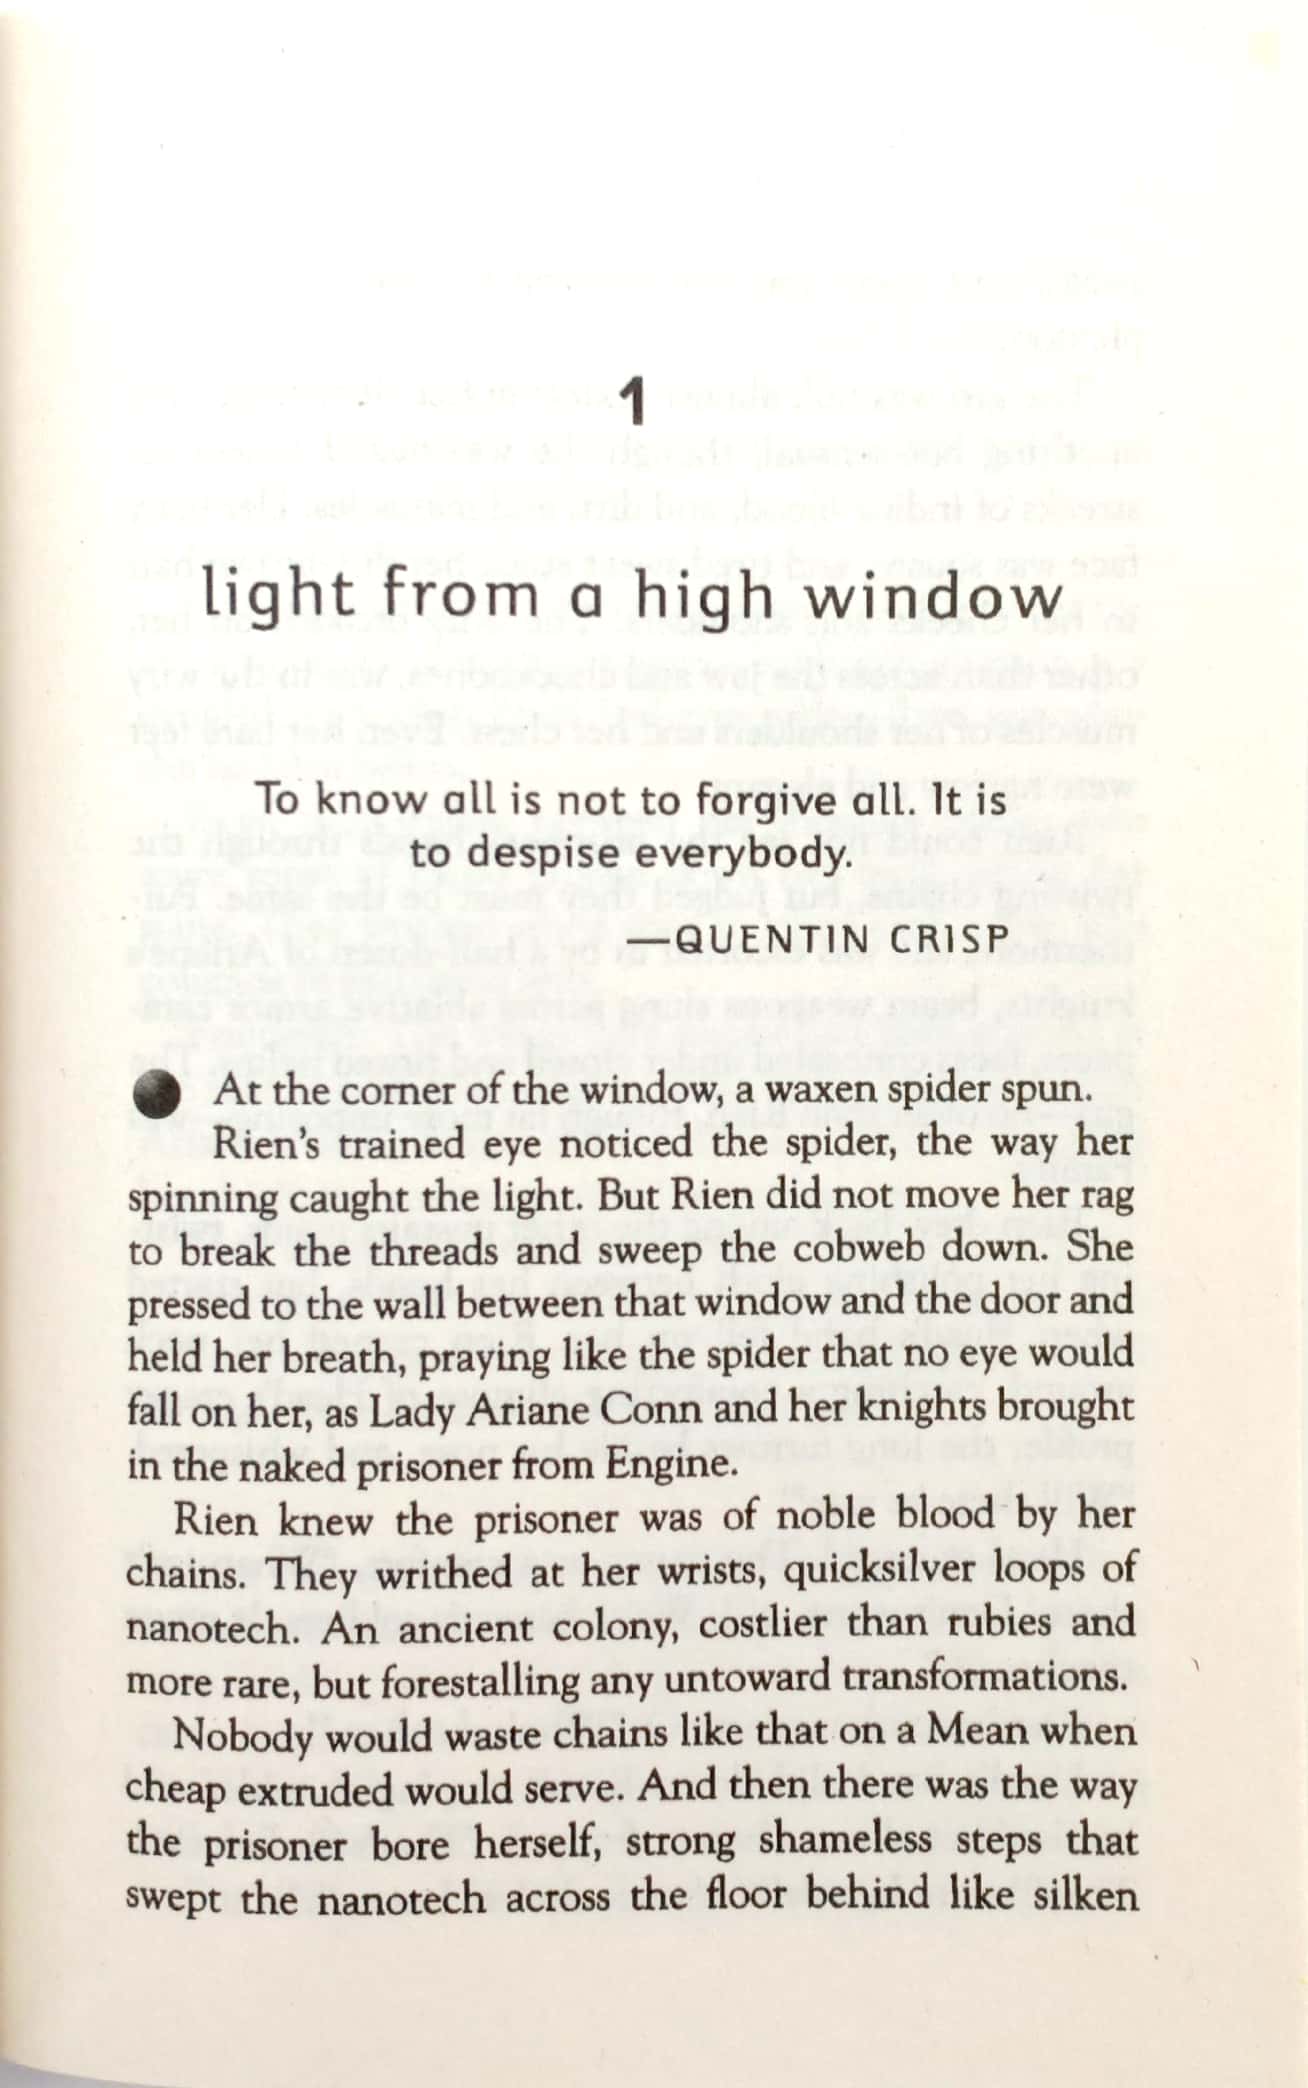 1
light from a high window
To know all is not to forgive all. It is
to despise everybody.
—QUENTIN CRISP
At the corner of the window, a waxen spider spun.
Rien's trained eye noticed the spider, the way her
spinning caught the light. But Rien did not move her rag
to break the threads and sweep the cobweb down. She
pressed to the wall between that window and the door and
held her breath, praying like the spider that no eye would
fall on her, as Lady Ariane Conn and her knights brought
in the naked prisoner from Engine.
Rien knew the prisoner was of noble blood by her
chains. They writhed at her wrists, quicksilver loops of
nanotech. An ancient colony, costlier than rubies and
more rare, but forestalling any untoward transformations.
Nobody would waste chains like that on a Mean when
cheap extruded would serve. And then there was the way
the prisoner bore herself, strong shameless steps that
swept the nanotech across the floor behind like silken